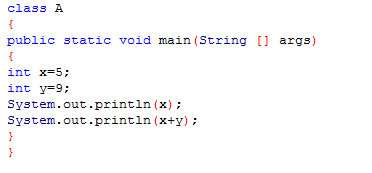 class A
{
public static void main(String [] args)
{
int x=5;
int y=9;
System.out.println(x);
System.out.println(x+y);
}
}